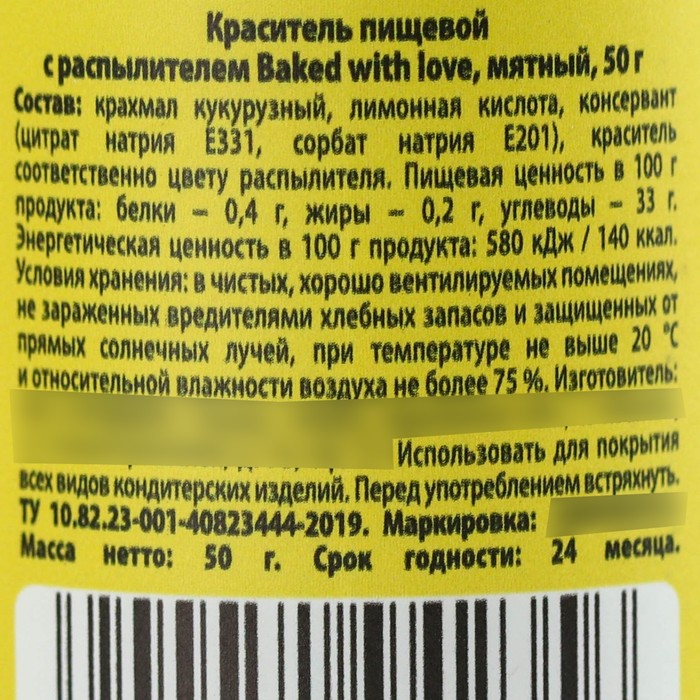 Краситель пищевой
с распылителем Baked with love, мятный, 50 г
Состав: крахмал кукурузный, лимонная кислота, консервант
(цитрат натрия Е331, сорбат натрия Е201), краситель
соответственно цвету распылителя. Пищевая ценность в 100 г
продукта: белки – 0,4 г, жиры – 0,2 г, углеводы – 33 г.
Энергетическая ценность в 100 г продукта: 580 кДж / 140 ккал.
Условия хранения: в чистых, хорошо вентилируемых помещениях,
не зараженных вредителями хлебных запасов и защищенных от
прямых солнечных лучей, при температуре не выше 20 °С
и относительной влажности воздуха не более 75 %. Изготовитель:
Использовать для покрытия
всех видов кондитерских изделий. Перед употреблением встряхнуть.
ТУ 10.82.23-001-40823444-2019. Маркировка:
Масса нетто: 50 г. Срок годности: 24 месяца.